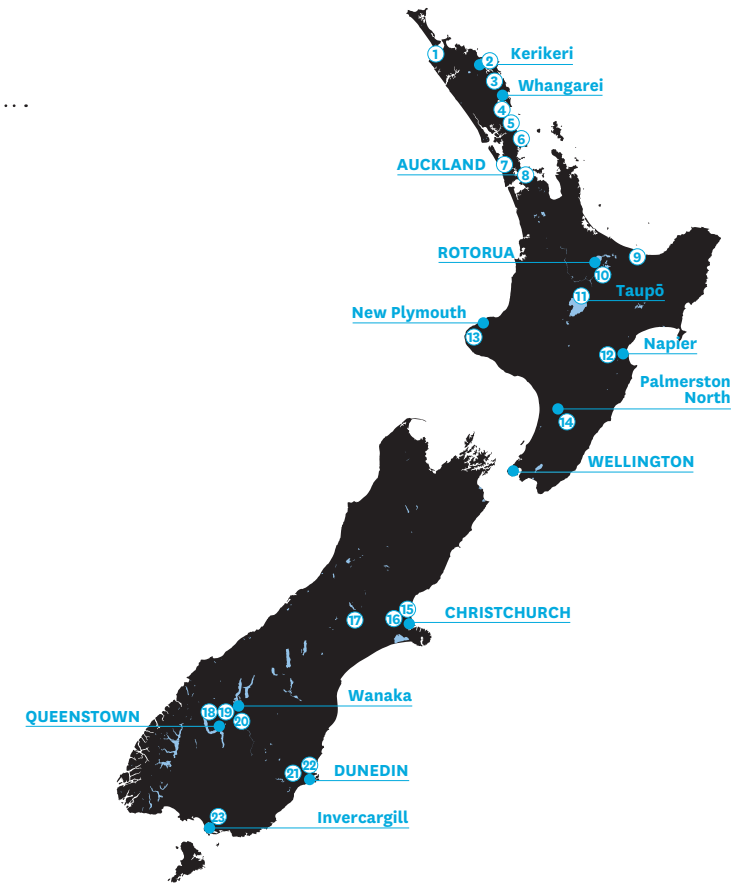 1
2
Kerikeri
3
Whangarei
...
4
5
6
7
AUCKLAND
8
ROTORUA
9
10
11
Taupō
New Plymouth
13
12
Napier
Palmerston
North
14
WELLINGTON
15
16
CHRISTCHURCH
17
Wanaka
18
19
QUEENSTOWN
20
22
21
DUNEDIN
23
Invercargill